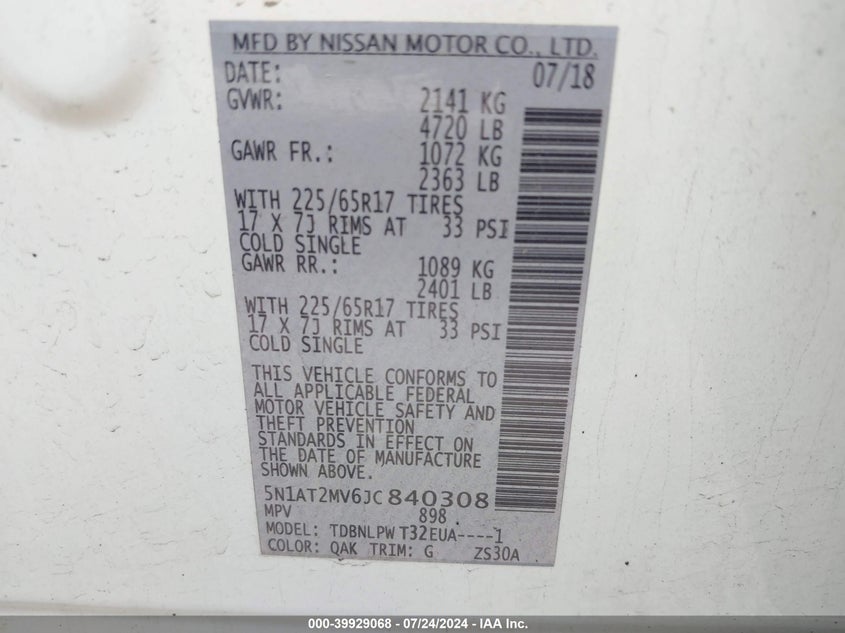 MFD BY NISSAN MOTOR CO., LTD.
DATE: 07/18
GVWR: 2141 KG
4720 LB
GAWR FR.: 1072 KG
2363 LB
WITH 225/65R17 TIRES
17 X 7J RIMS AT 33 PSI
COLD SINGLE
GAWR RR.: 1089 KG
2401 LB
WITH 225/65R17 TIRES
17 X 7J RIMS AT 33 PSI
COLD SINGLE
THIS VEHICLE CONFORMS TO
ALL APPLICABLE FEDERAL
MOTOR VEHICLE SAFETY AND
THEFT PREVENTION
STANDARDS IN EFFECT ON
THE DATE OF MANUFACTURE
SHOWN ABOVE.
5N1AT2MV6JC840308
MPV 898
MODEL: TDBNLPW T32EUA----1
COLOR: QAK TRIM: G ZS30A
000-39929068 - 07/24/2024 - IAA Inc.